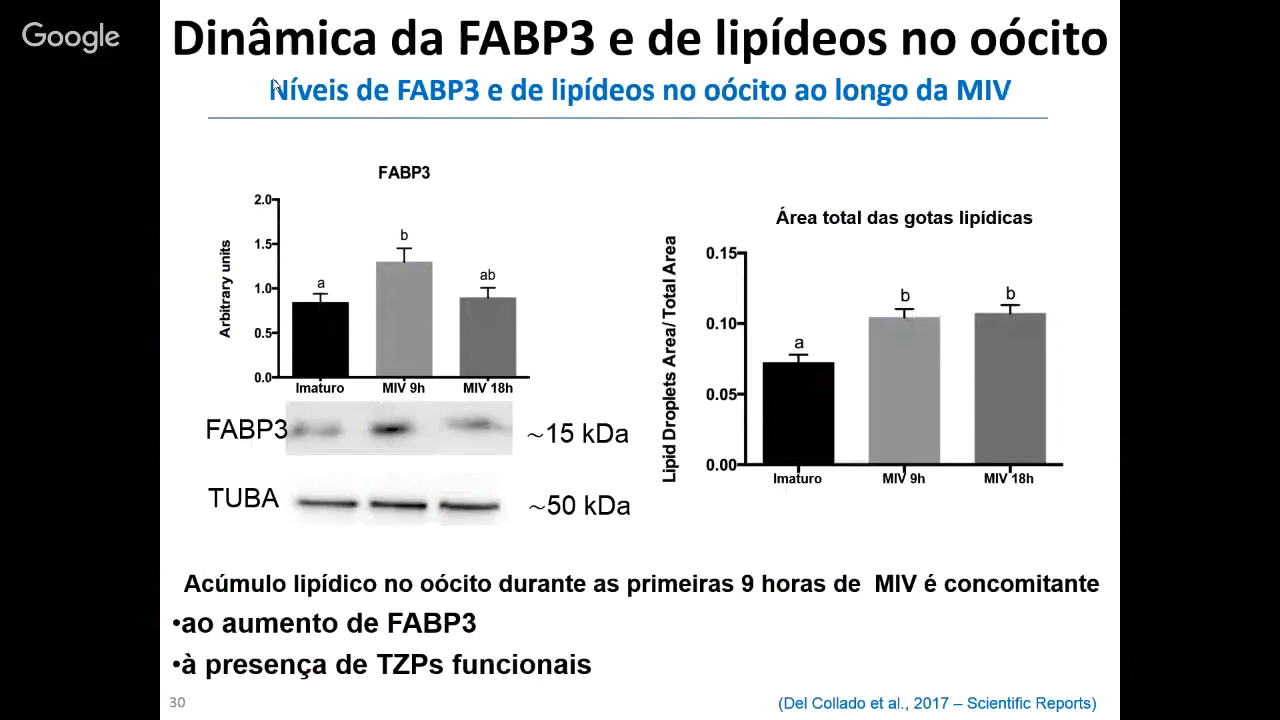 Google
Dinâmica da FABP3 e de lipídeos no oócito
Níveis de FABP3 e de lipídeos no oócito ao longo da MIV
FABP3
Arbitrary units
2.0
1.5
1.0
0.5
0.0
a
b
ab
Imaturo MIV 9h MIV 18h
FABP3
~15 kDa
TUBA
~50 kDa
Área total das gotas lipídicas
Lipid Droplets Area/ Total Area
0.15
0.10
0.05
0.00
a
b
b
Imaturo MIV 9h MIV 18h
Acúmulo lipídico no oócito durante as primeiras 9 horas de MIV é concomitante
•ao aumento de FABP3
•à presença de TZPs funcionais
30
(Del Collado et al., 2017 – Scientific Reports)